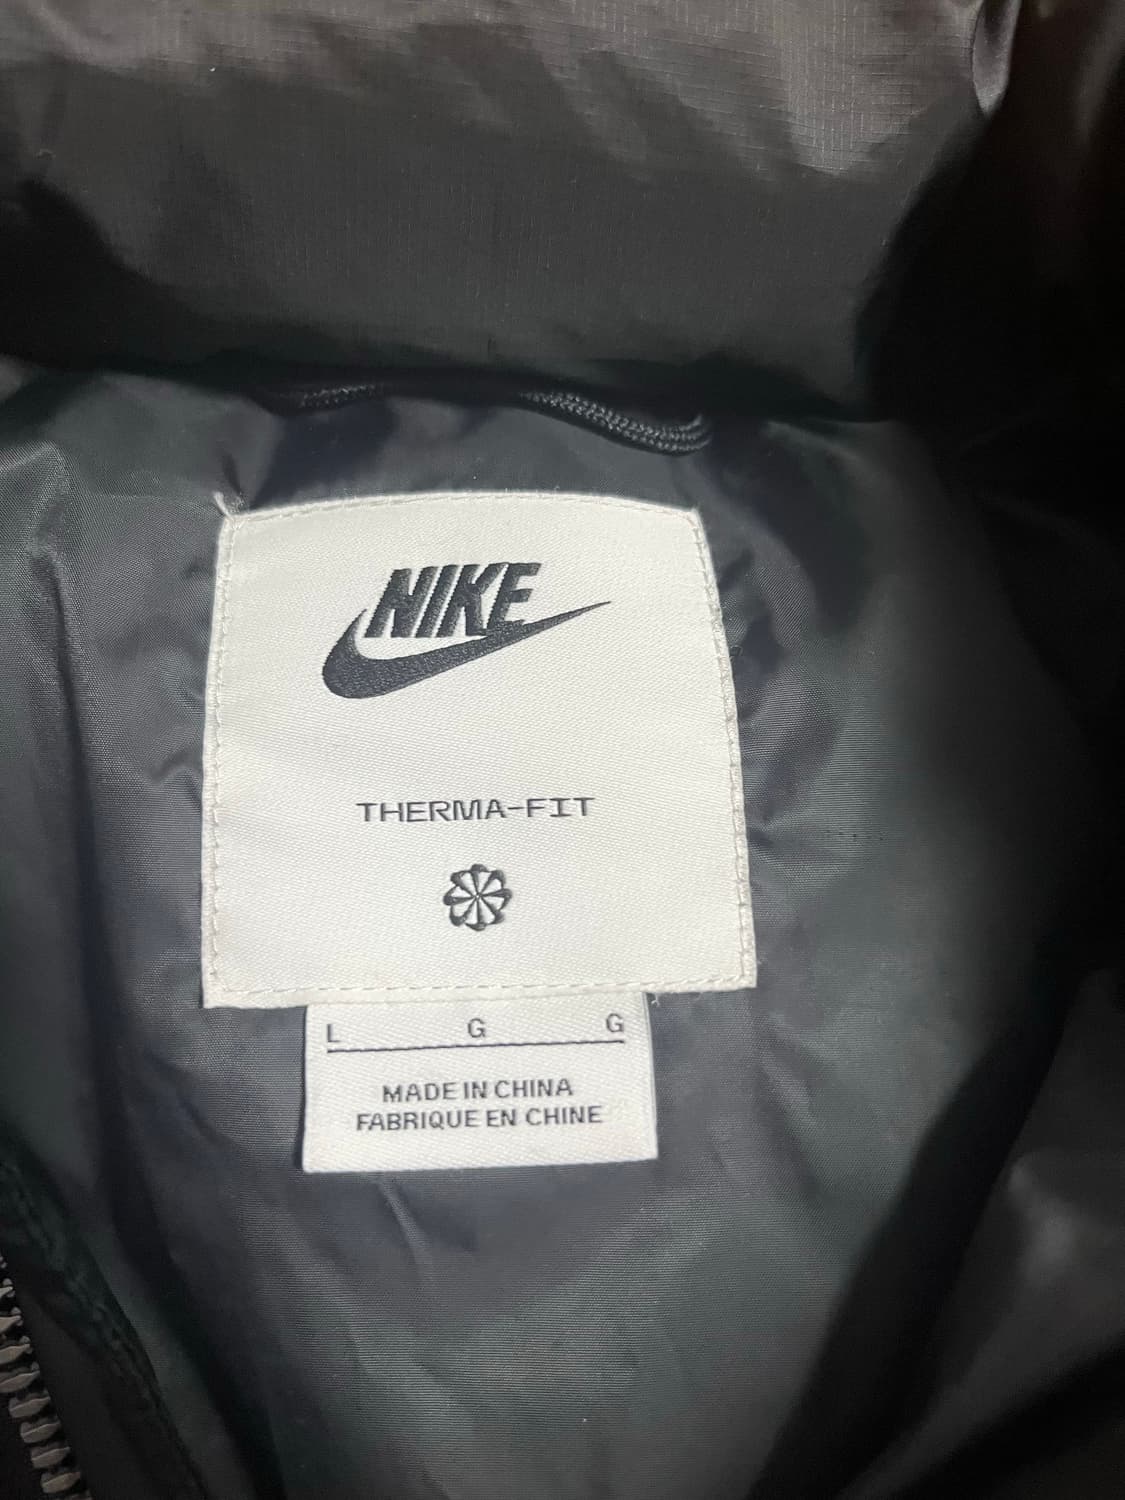 NIKE
THERMA-FIT
L G G
MADE IN CHINA
FABRIQUE EN CHINE